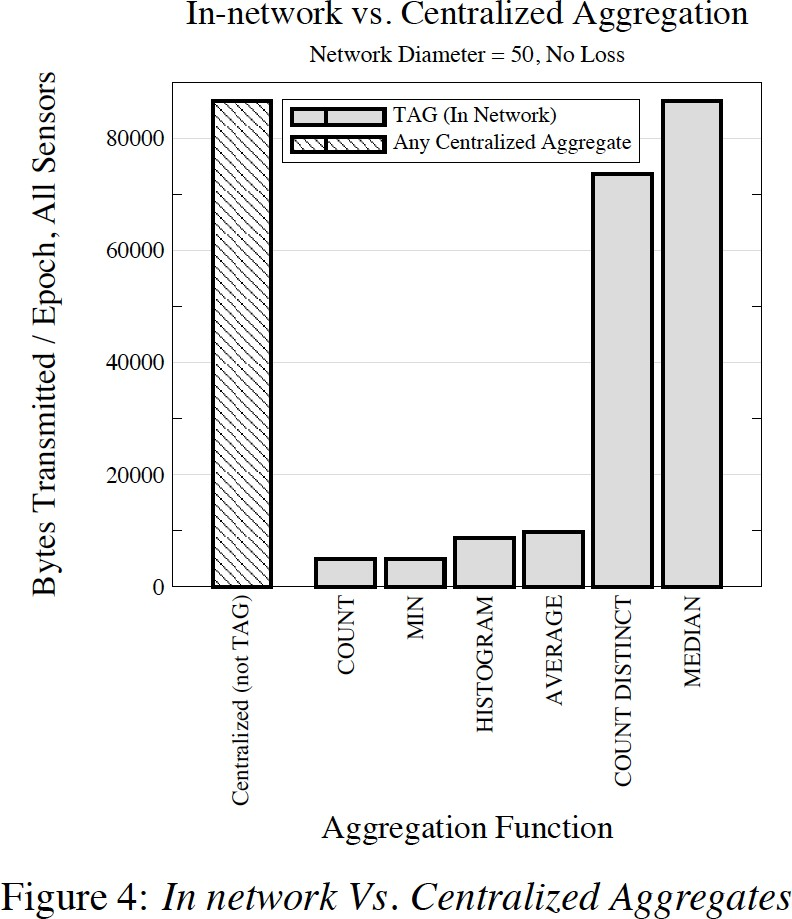 In-network vs. Centralized Aggregation
Network Diameter = 50, No Loss
Bytes Transmitted / Epoch, All Sensors
80000
60000
40000
20000
0
TAG (In Network)
Any Centralized Aggregate
Centralized (not TAG)
COUNT
MIN
HISTOGRAM
AVERAGE
COUNT DISTINCT
MEDIAN
Aggregation Function
Figure 4: In network Vs. Centralized Aggregates